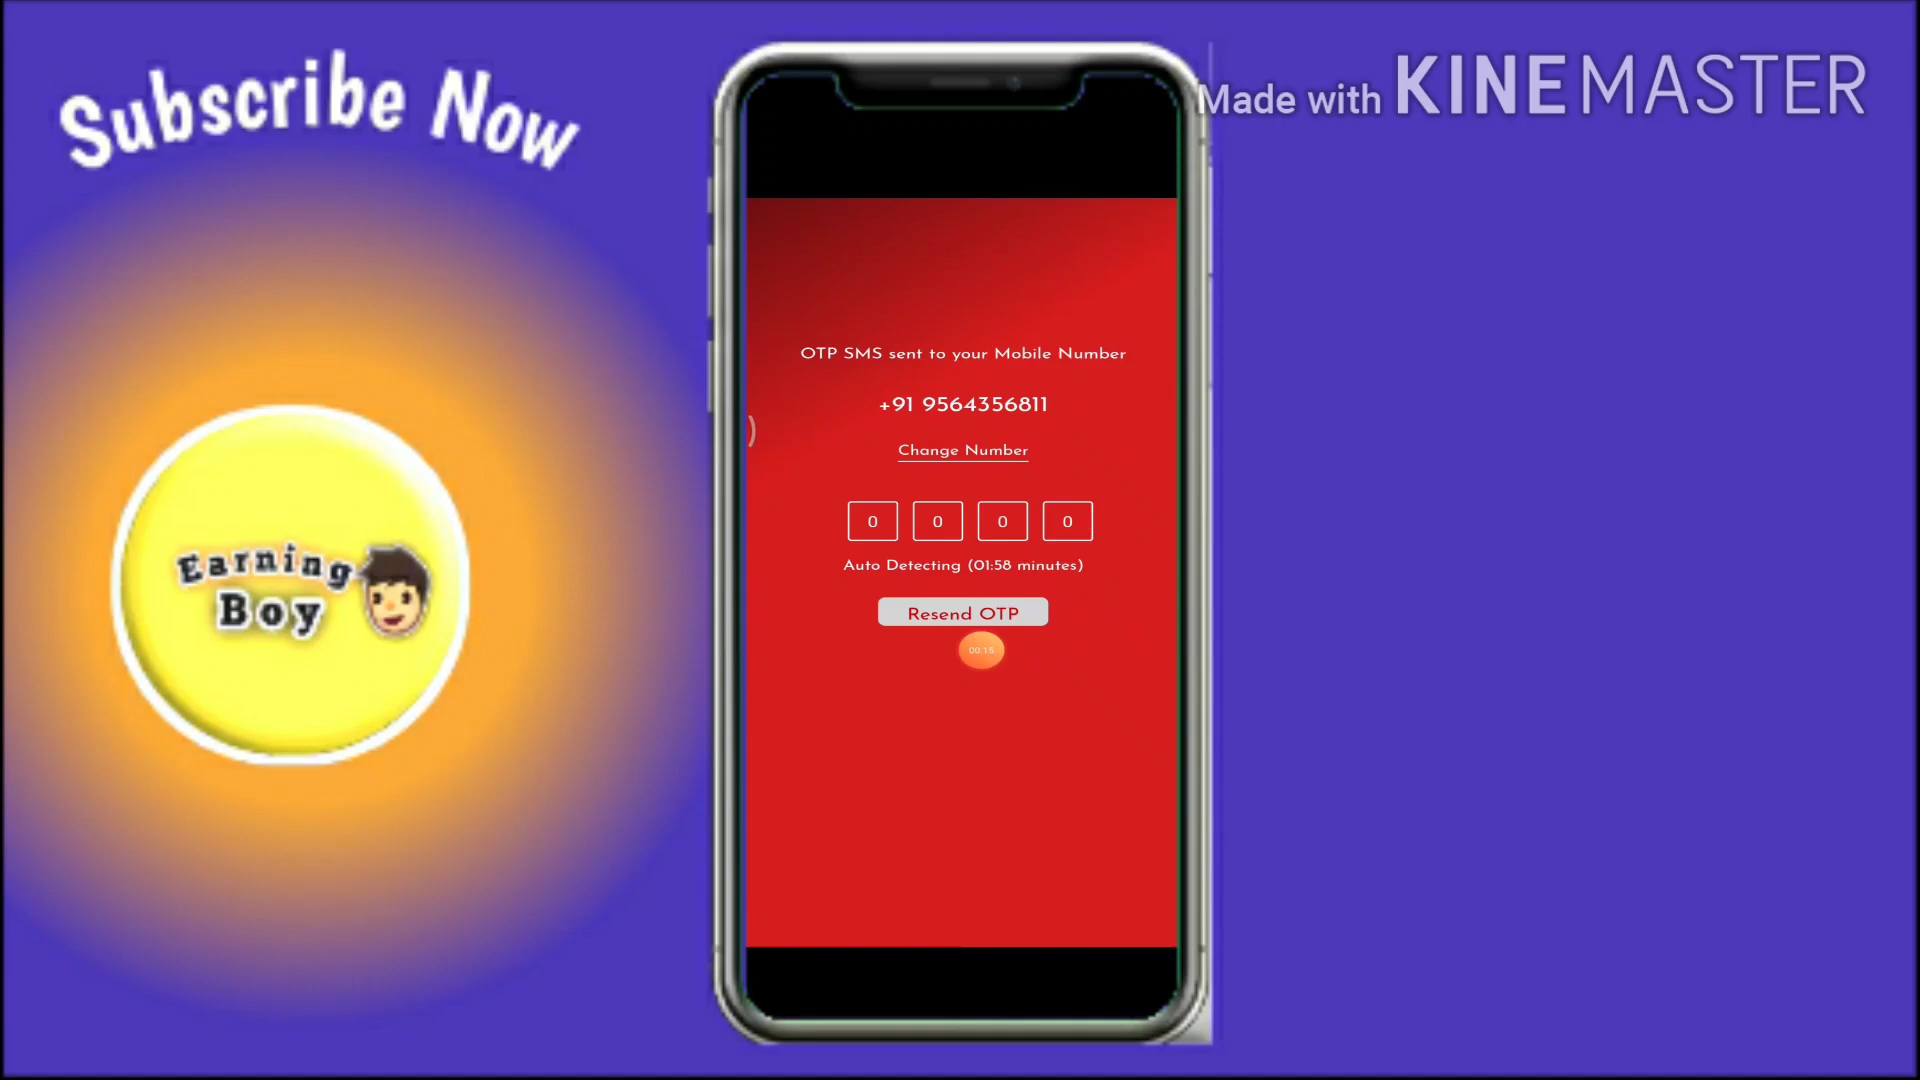 Subscribe Now
Made with KINEMASTER
OTP SMS sent to your Mobile Number
+91 9564356811
Change Number
0 0 0 0
Auto Detecting (01:58 minutes)
Resend OTP
00:15
Earning
Boy